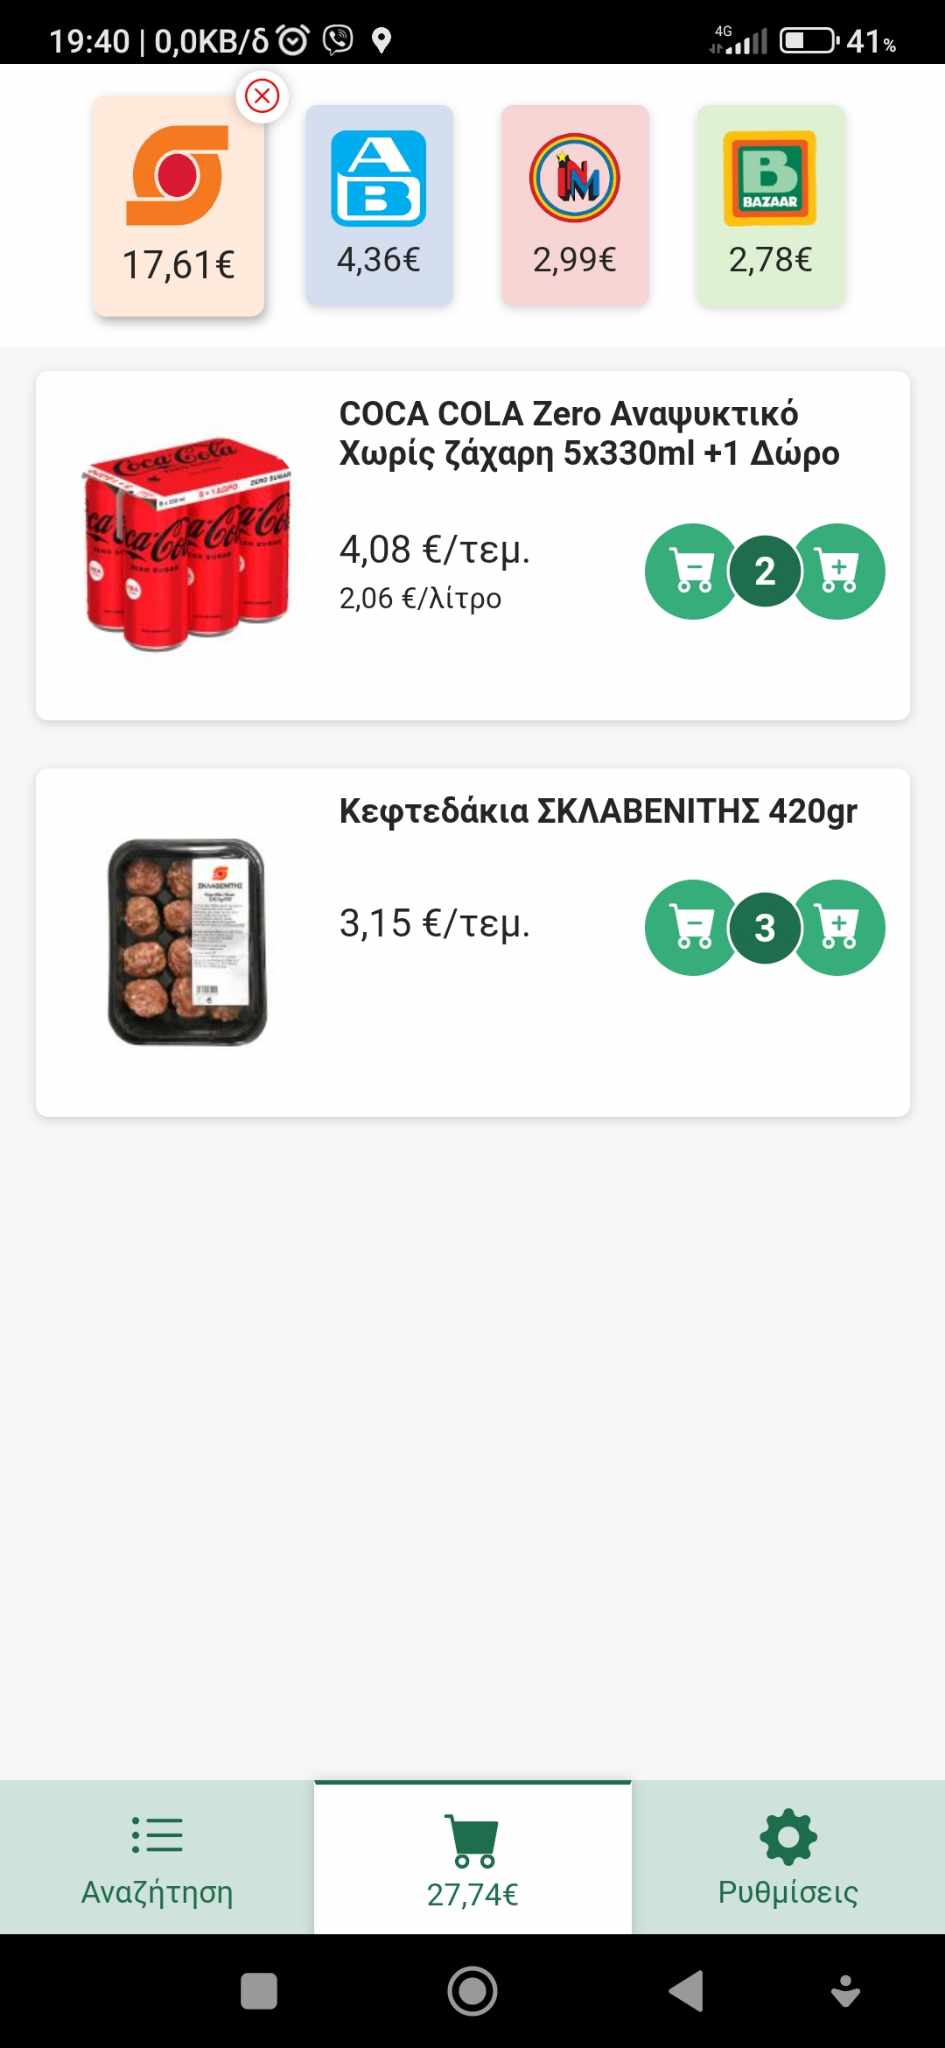 19:40 | 0,0KB/δ
4G
41%
17,61€
4,36€
2,99€
2,78€
AB
BAZAAR
COCA COLA Zero Αναψυκτικό
Χωρίς ζάχαρη 5x330ml +1 Δώρο
4,08 €/τεμ.
2,06 €/λίτρο
2
Κεφτεδάκια ΣΚΛΑΒΕΝΙΤΗΣ 420gr
ΣΚΛΑΒΕΝΙΤΗΣ
3,15 €/τεμ.
3
Αναζήτηση
27,74€
Ρυθμίσεις